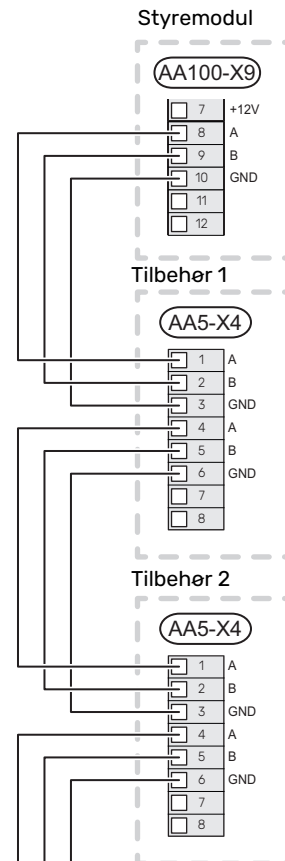 Styremodul
AA100-X9
7 +12V
8 A
9 B
10 GND
11
12
Tilbehør 1
AA5-X4
1 A
2 B
3 GND
4 A
5 B
6 GND
7
8
Tilbehør 2
AA5-X4
1 A
2 B
3 GND
4 A
5 B
6 GND
7
8